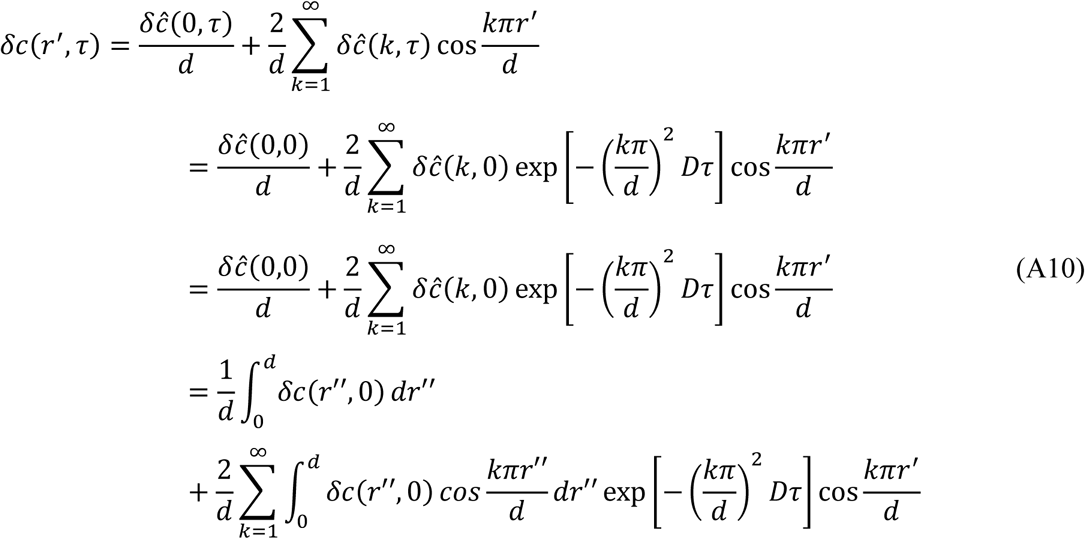 δc(r′, τ) = δĉ(0, τ)/d + 2/d ∑_{k=1}^{∞} δĉ(k, τ) cos kπr′/d
= δĉ(0,0)/d + 2/d ∑_{k=1}^{∞} δĉ(k, 0) exp [−(kπ/d)² Dτ] cos kπr′/d
= δĉ(0,0)/d + 2/d ∑_{k=1}^{∞} δĉ(k, 0) exp [−(kπ/d)² Dτ] cos kπr′/d (A10)
= 1/d ∫_0^d δc(r′′, 0) dr′′
+ 2/d ∑_{k=1}^{∞} ∫_0^d δc(r′′, 0) cos kπr′′/d dr′′ exp [−(kπ/d)² Dτ] cos kπr′/d